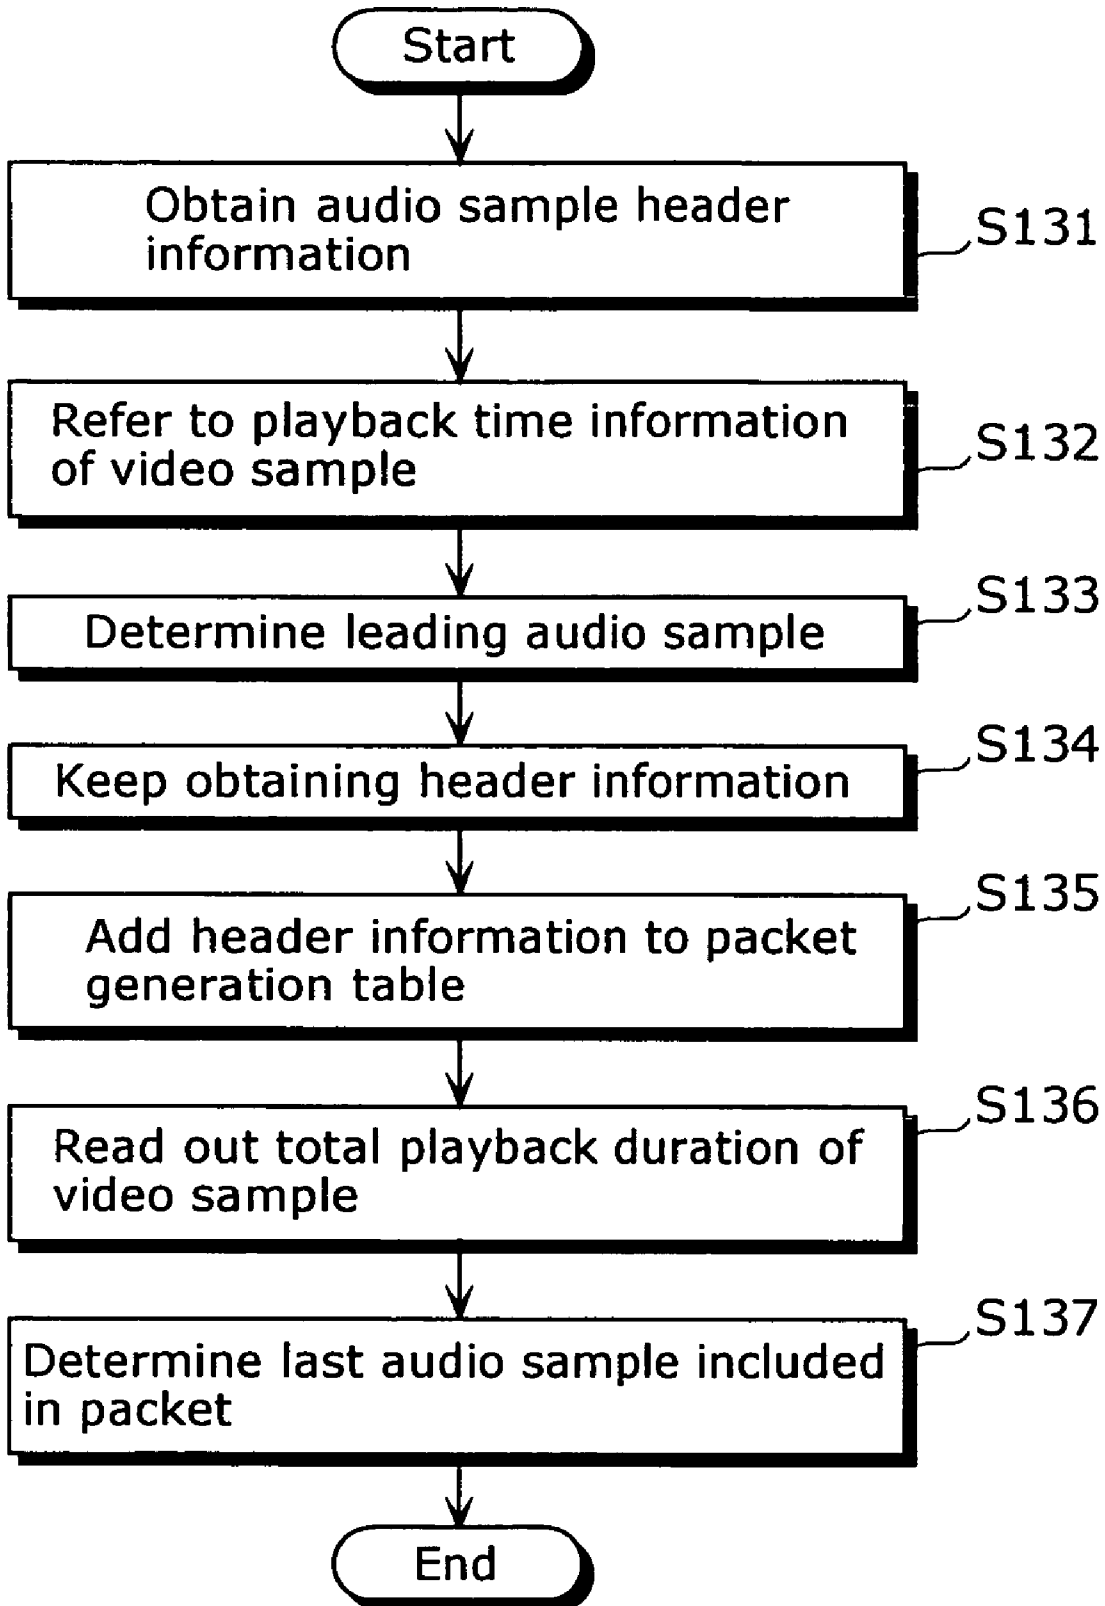 Start
Obtain audio sample header
information
S131
Refer to playback time information
of video sample
S132
Determine leading audio sample
S133
Keep obtaining header information
S134
Add header information to packet
generation table
S135
Read out total playback duration of
video sample
S136
Determine last audio sample included
in packet
S137
End